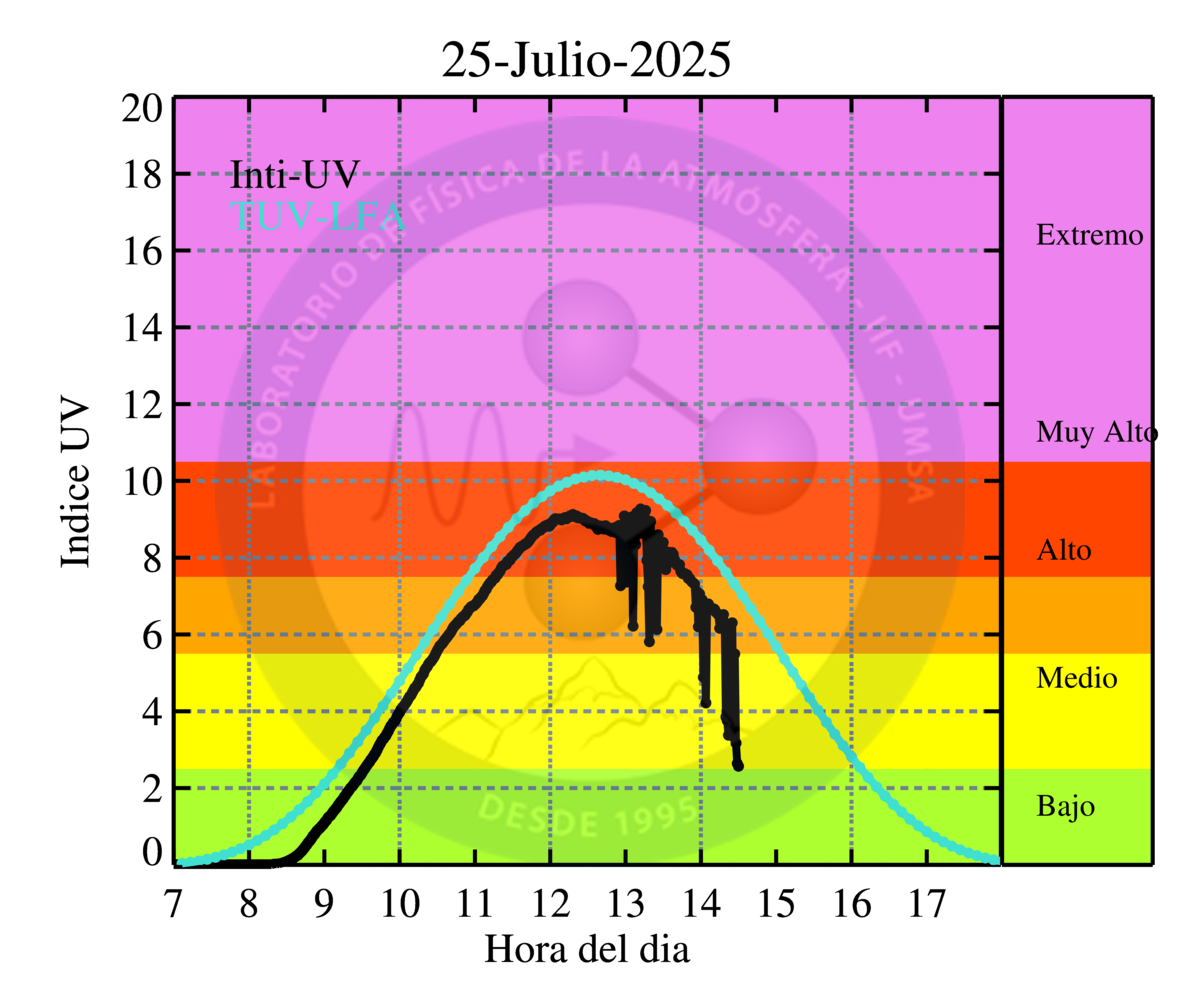 25-Julio-2025
Inti-UV
TUV-LFA
20
18
16
14
12
10
8
6
4
2
0
Indice UV
7 8 9 10 11 12 13 14 15 16 17
Hora del dia
Extremo
Muy Alto
Alto
Medio
Bajo
LABORATORIO DE FÍSICA DE LA ATMÓSFERA - IIF - UMSA
DESDE 1995